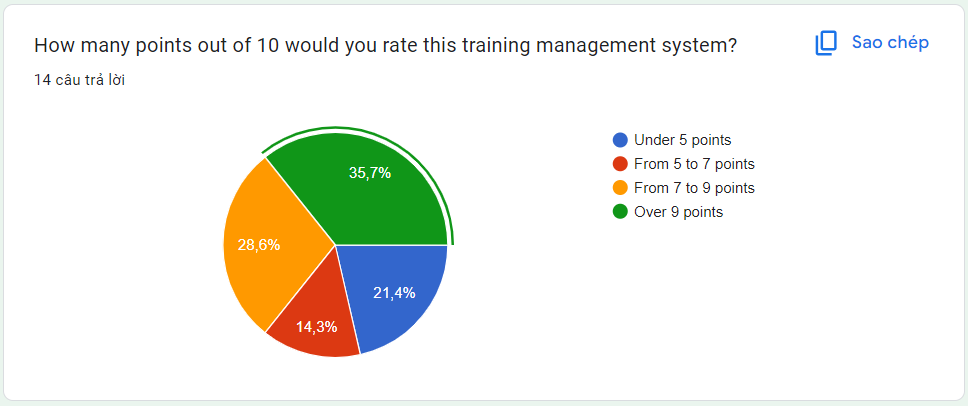 How many points out of 10 would you rate this training management system?
Sao chép
14 câu trả lời
35,7%
28,6%
21,4%
14,3%
Under 5 points
From 5 to 7 points
From 7 to 9 points
Over 9 points